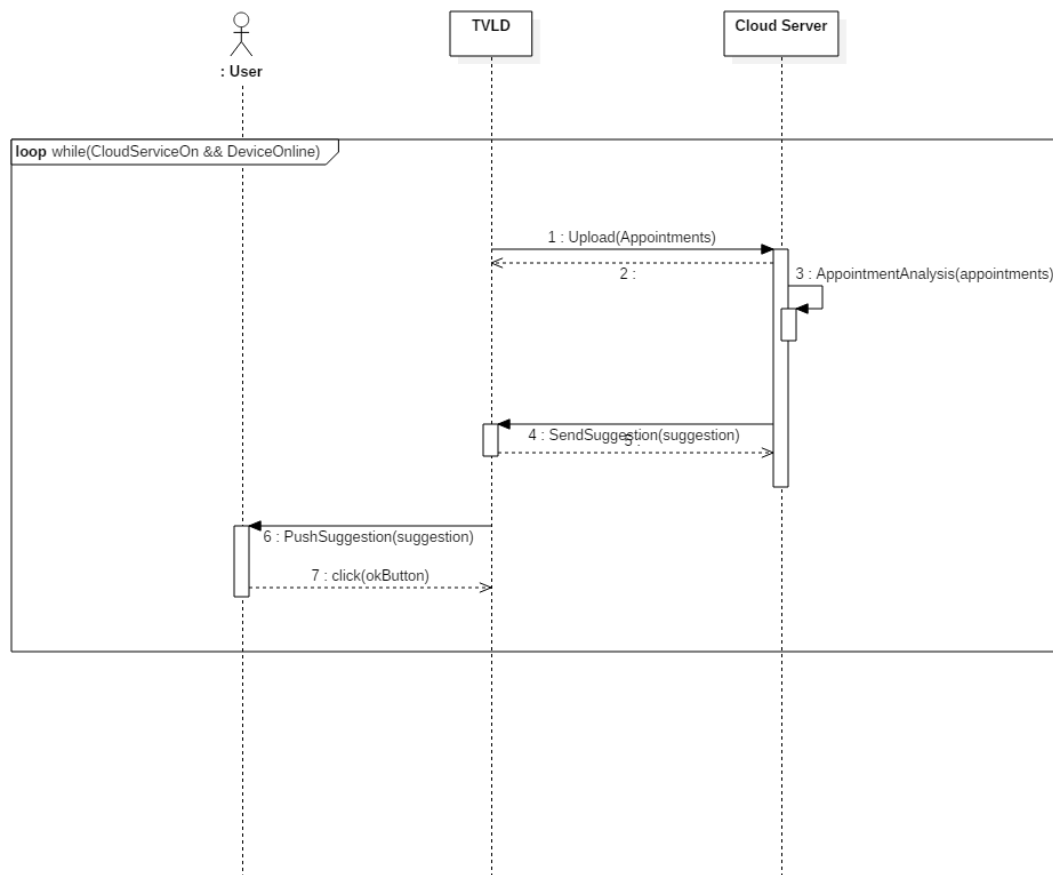 TVLD
Cloud Server
: User
loop while(CloudServiceOn && DeviceOnline)
1 : Upload(Appointments)
2 :
3 : AppointmentAnalysis(appointments)
4 : SendSuggestion(suggestion)
5 :
6 : PushSuggestion(suggestion)
7 : click(okButton)